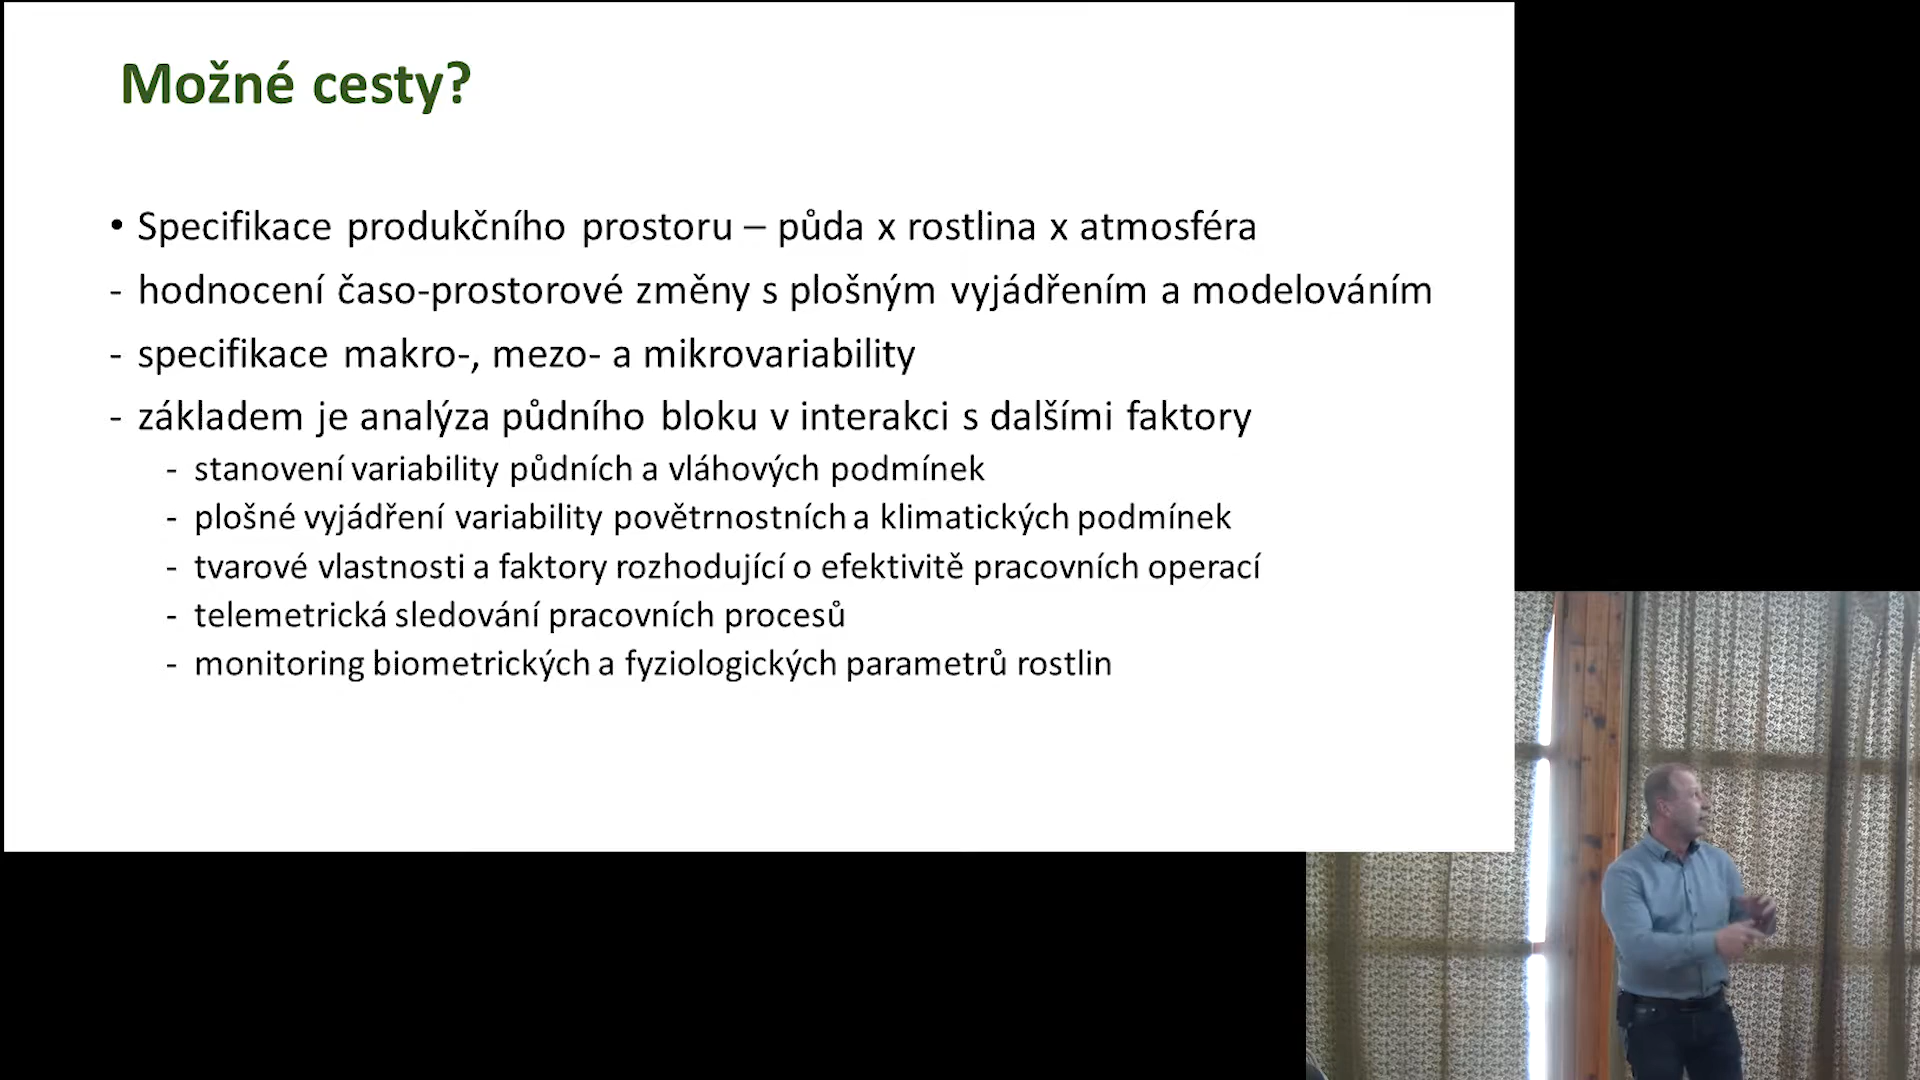 Možné cesty?
• Specifikace produkčního prostoru – půda x rostlina x atmosféra
- hodnocení časo-prostorové změny s plošným vyjádřením a modelováním
- specifikace makro-, mezo- a mikrovariability
- základem je analýza půdního bloku v interakci s dalšími faktory
- stanovení variability půdních a vláhových podmínek
- plošné vyjádření variability povětrnostních a klimatických podmínek
- tvarové vlastnosti a faktory rozhodující o efektivitě pracovních operací
- telemetrická sledování pracovních procesů
- monitoring biometrických a fyziologických parametrů rostlin